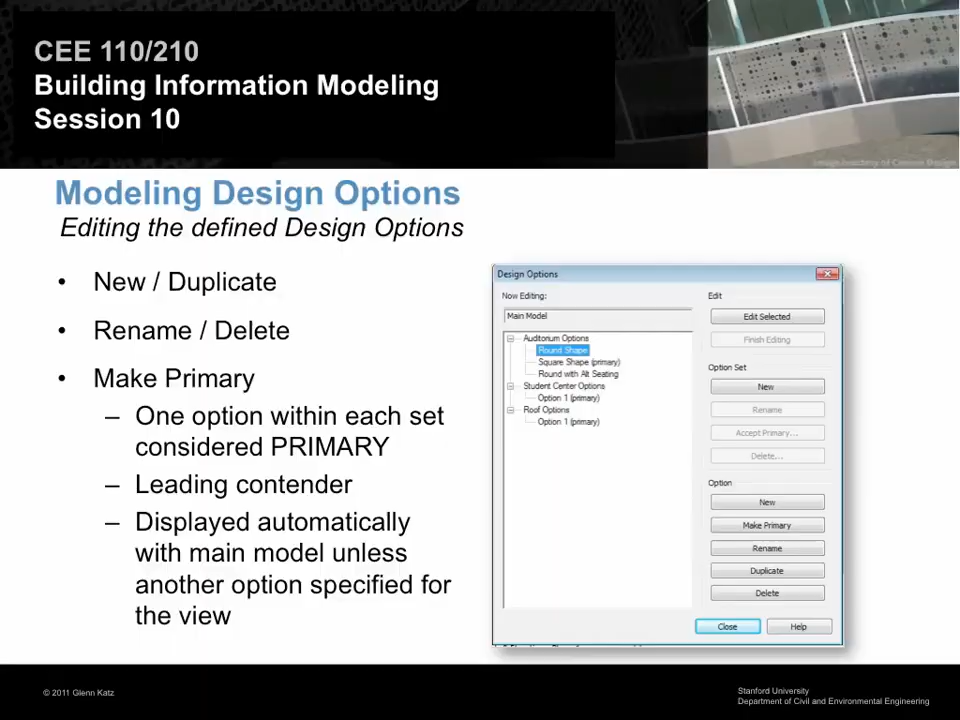 CEE 110/210
Building Information Modeling
Session 10
Image courtesy of Cannon Design
Modeling Design Options
Editing the defined Design Options
• New / Duplicate
• Rename / Delete
• Make Primary
– One option within each set
considered PRIMARY
– Leading contender
– Displayed automatically
with main model unless
another option specified for
the view
Design Options
Now Editing:
Main Model
Auditorium Options
Round Shape
Square Shape (primary)
Round with Alt Seating
Student Center Options
Option 1 (primary)
Roof Options
Option 1 (primary)
Edit
Edit Selected
Finish Editing
Option Set
New
Rename
Accept Primary...
Delete...
Option
New
Make Primary
Rename
Duplicate
Delete
Close
Help
© 2011 Glenn Katz
Stanford University
Department of Civil and Environmental Engineering